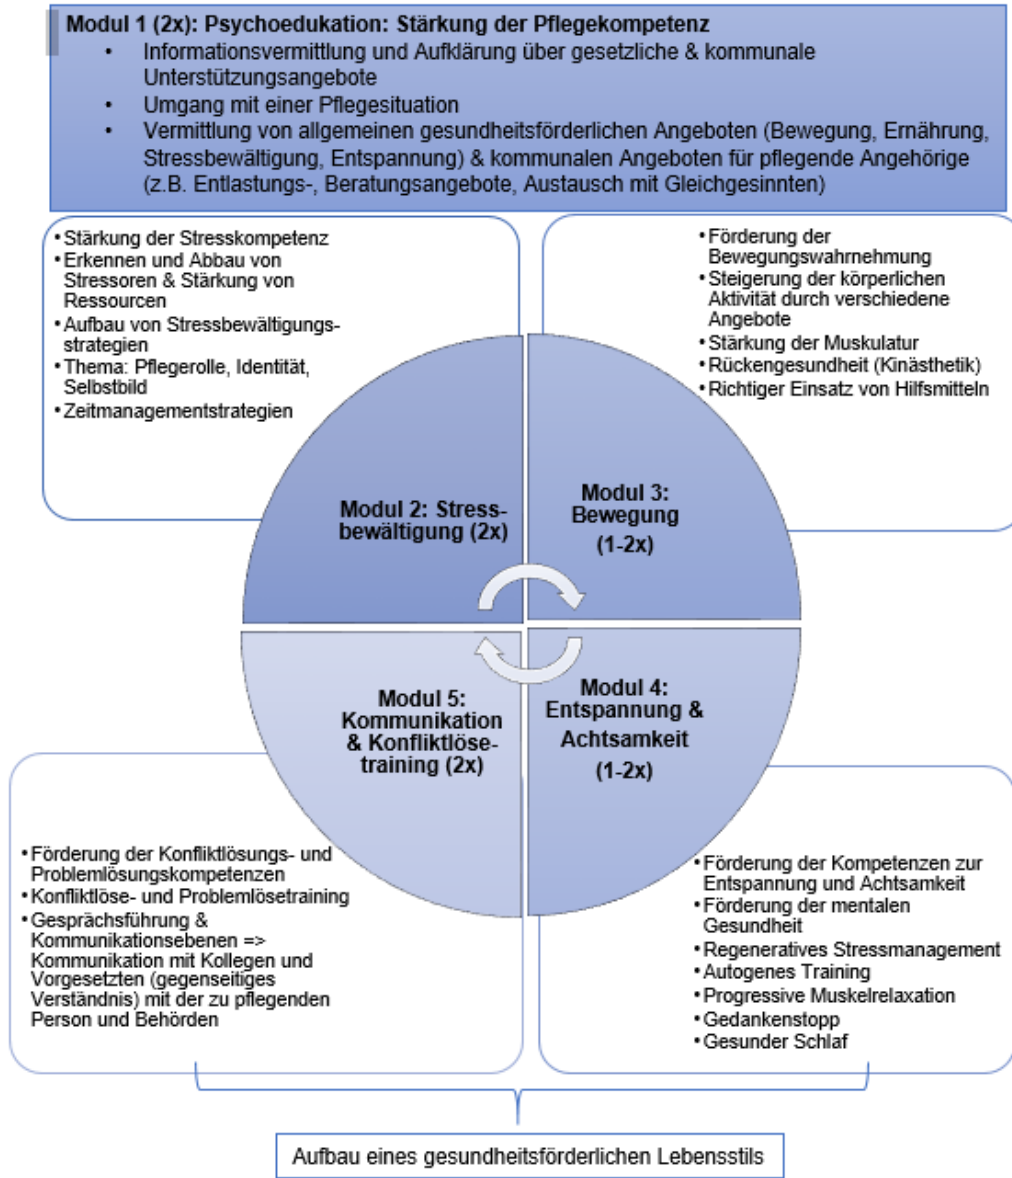 Modul 1 (2x): Psychoedukation: Stärkung der Pflegekompetenz
• Informationsvermittlung und Aufklärung über gesetzliche & kommunale
Unterstützungsangebote
• Umgang mit einer Pflegesituation
• Vermittlung von allgemeinen gesundheitsförderlichen Angeboten (Bewegung, Ernährung,
Stressbewältigung, Entspannung) & kommunalen Angeboten für pflegende Angehörige
(z.B. Entlastungs-, Beratungsangebote, Austausch mit Gleichgesinnten)
• Stärkung der Stresskompetenz
• Erkennen und Abbau von
Stressoren & Stärkung von
Ressourcen
• Aufbau von Stressbewältigungs-
strategien
• Thema: Pflegerolle, Identität,
Selbstbild
• Zeitmanagementstrategien
• Förderung der
Bewegungswahrnehmung
• Steigerung der körperlichen
Aktivität durch verschiedene
Angebote
• Stärkung der Muskulatur
• Rückengesundheit (Kinästhetik)
• Richtiger Einsatz von Hilfsmitteln
Modul 2: Stress-
bewältigung (2x)
Modul 3:
Bewegung
(1-2x)
Modul 5:
Kommunikation
& Konfliktlöse-
training (2x)
Modul 4:
Entspannung &
Achtsamkeit
(1-2x)
• Förderung der Konfliktlösungs- und
Problemlösungskompetenzen
• Konfliktlöse- und Problemlösetraining
• Gesprächsführung &
Kommunikationsebenen =>
Kommunikation mit Kollegen und
Vorgesetzten (gegenseitiges
Verständnis) mit der zu pflegenden
Person und Behörden
• Förderung der Kompetenzen zur
Entspannung und Achtsamkeit
• Förderung der mentalen
Gesundheit
• Regeneratives Stressmanagement
• Autogenes Training
• Progressive Muskelrelaxation
• Gedankenstopp
• Gesunder Schlaf
Aufbau eines gesundheitsförderlichen Lebensstils